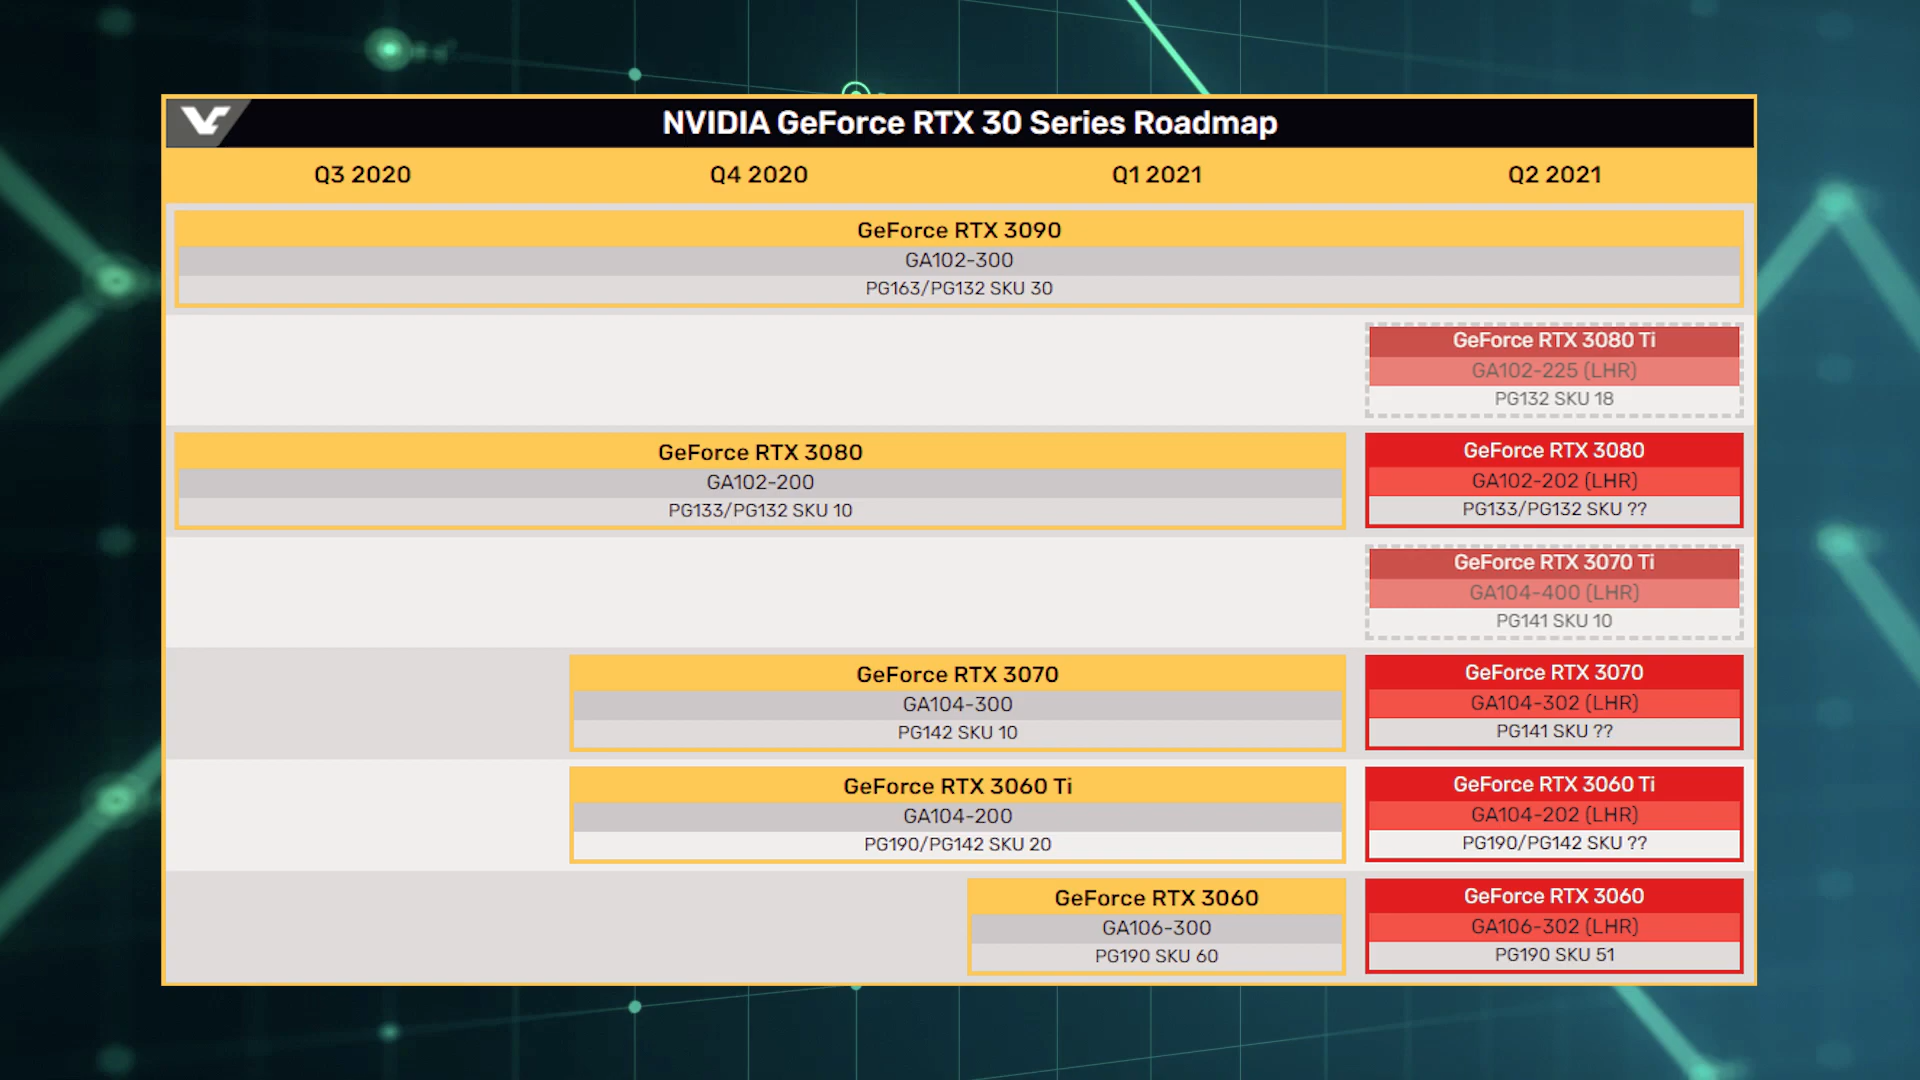 NVIDIA GeForce RTX 30 Series Roadmap
Q3 2020 Q4 2020 Q1 2021 Q2 2021
GeForce RTX 3090
GA102-300
PG163/PG132 SKU 30
GeForce RTX 3080 Ti
GA102-225 (LHR)
PG132 SKU 18
GeForce RTX 3080
GA102-200
PG133/PG132 SKU 10
GeForce RTX 3080
GA102-202 (LHR)
PG133/PG132 SKU ??
GeForce RTX 3070 Ti
GA104-400 (LHR)
PG141 SKU 10
GeForce RTX 3070
GA104-300
PG142 SKU 10
GeForce RTX 3070
GA104-302 (LHR)
PG141 SKU ??
GeForce RTX 3060 Ti
GA104-200
PG190/PG142 SKU 20
GeForce RTX 3060 Ti
GA104-202 (LHR)
PG190/PG142 SKU ??
GeForce RTX 3060
GA106-300
PG190 SKU 60
GeForce RTX 3060
GA106-302 (LHR)
PG190 SKU 51